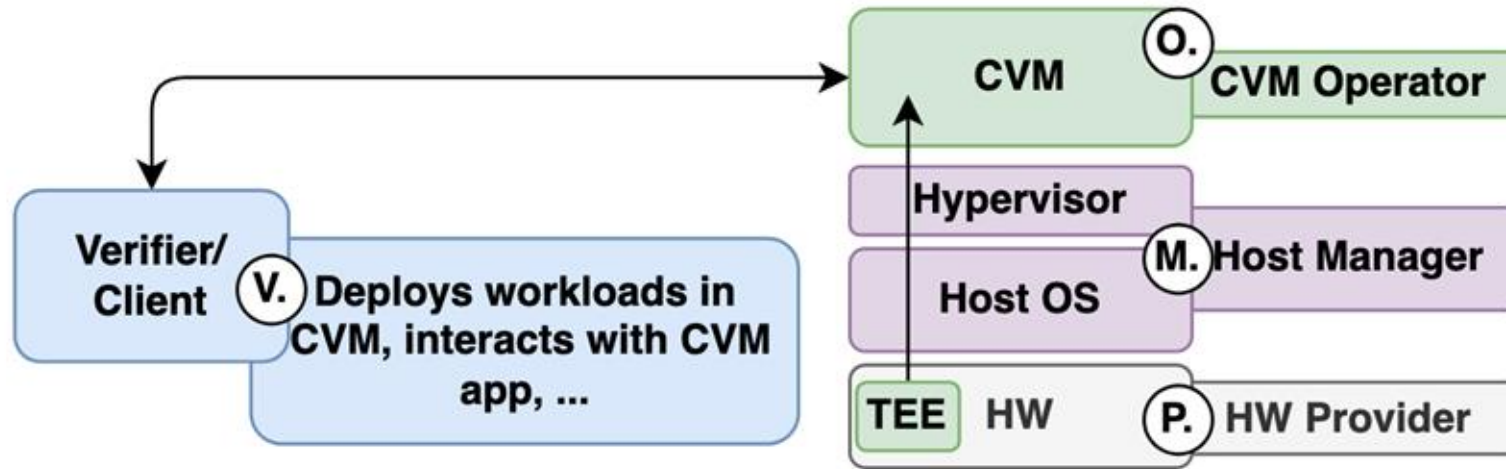 CVM
O.
CVM Operator
Hypervisor
Verifier/
Client
V.
Deploys workloads in
CVM, interacts with CVM
app, ...
M.
Host Manager
Host OS
TEE
HW
P.
HW Provider